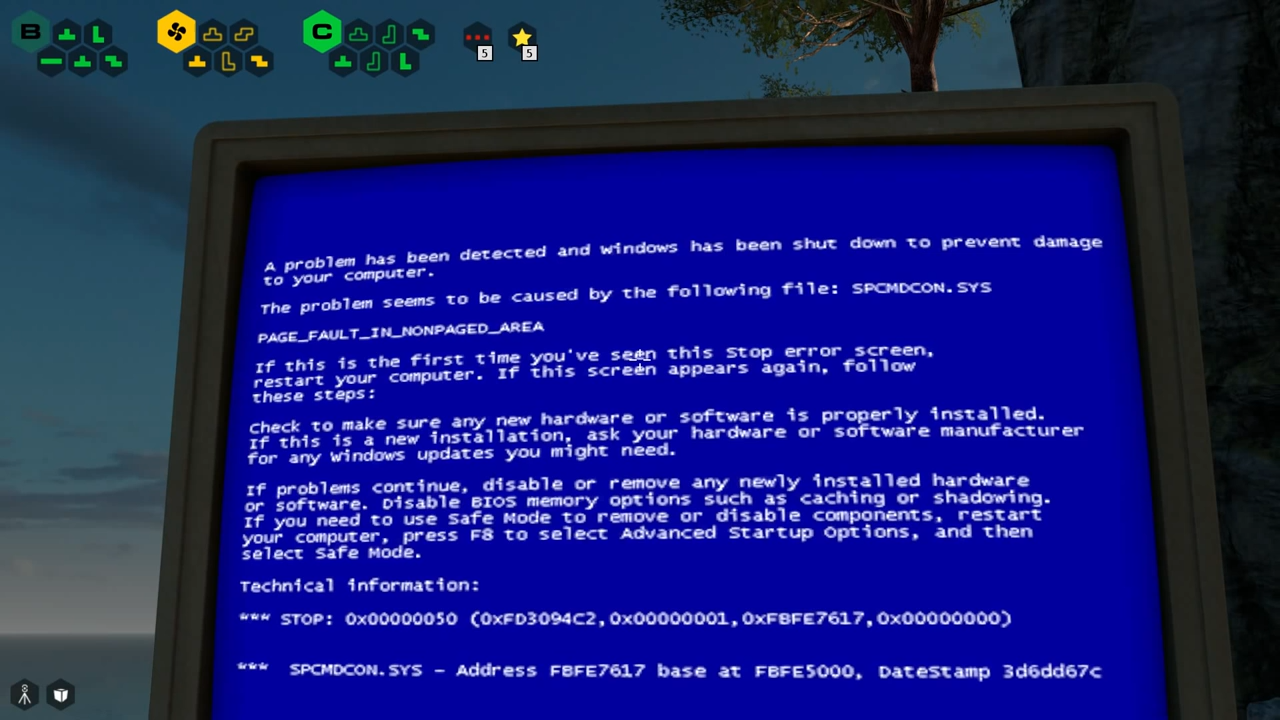 B
C
5
5
A problem has been detected and windows has been shut down to prevent damage
to your computer.
The problem seems to be caused by the following file: SPCMDCON.SYS
PAGE_FAULT_IN_NONPAGED_AREA
If this is the first time you've seen this Stop error screen,
restart your computer. If this screen appears again, follow
these steps:
Check to make sure any new hardware or software is properly installed.
If this is a new installation, ask your hardware or software manufacturer
for any windows updates you might need.
If problems continue, disable or remove any newly installed hardware
or software. Disable BIOS memory options such as caching or shadowing.
If you need to use Safe Mode to remove or disable components, restart
your computer, press F8 to select Advanced Startup Options, and then
select Safe Mode.
Technical information:
*** STOP: 0x00000050 (0xFD3094C2,0x00000001,0xFBFE7617,0x00000000)
*** SPCMDCON.SYS - Address FBFE7617 base at FBFE5000, DateStamp 3d6dd67c